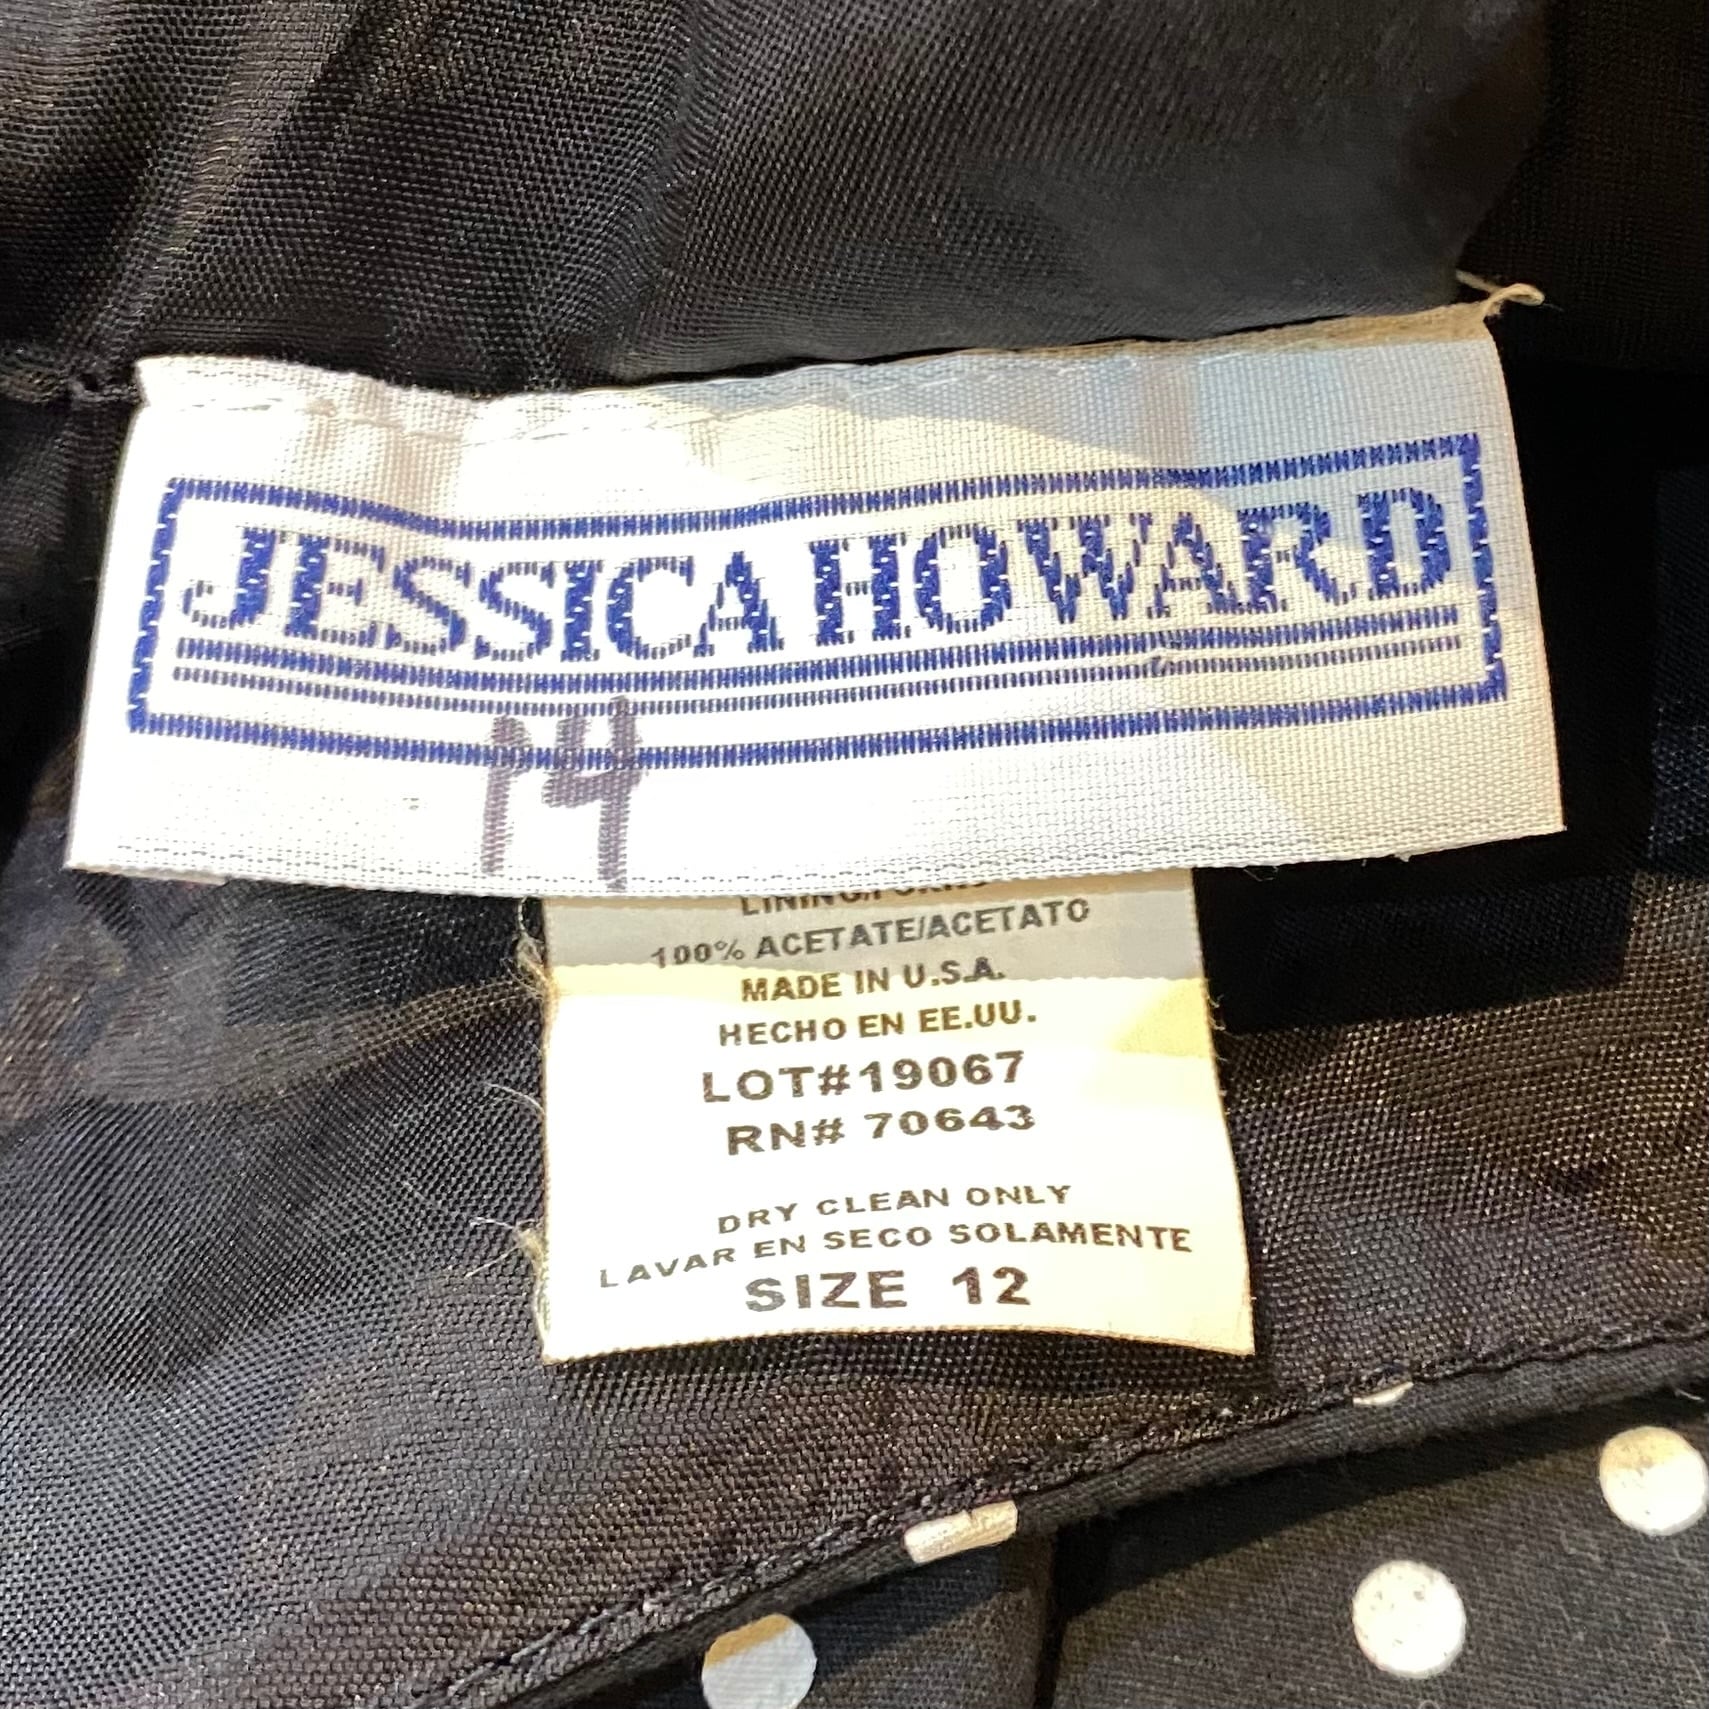 JESSICA HOWARD
14
100% ACETATE/ACETATO
MADE IN U.S.A.
HECHO EN EE.UU.
LOT#19067
RN# 70643
DRY CLEAN ONLY
LAVAR EN SECO SOLAMENTE
SIZE 12